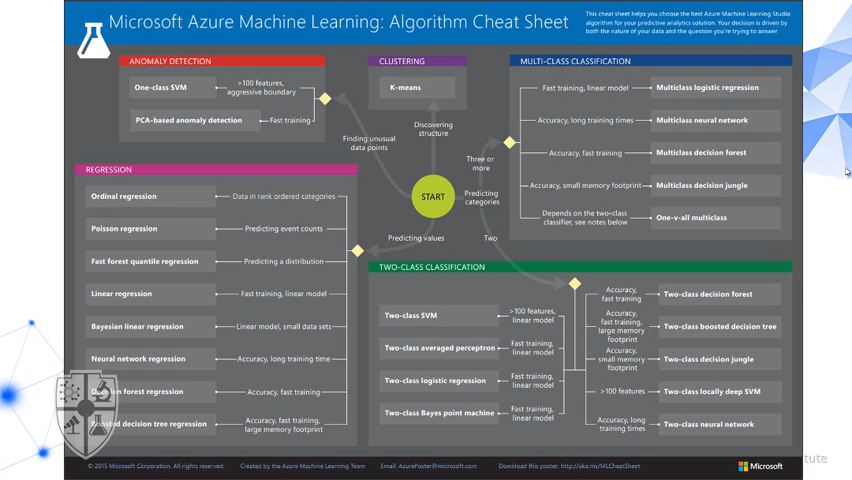 Microsoft Azure Machine Learning: Algorithm Cheat Sheet
This cheat sheet helps you choose the best Azure Machine Learning Studio
algorithm for your predictive analytics solution. Your decision is driven by
both the nature of your data and the question you're trying to answer.
ANOMALY DETECTION
One-class SVM
>100 features,
aggressive boundary
PCA-based anomaly detection
Fast training
CLUSTERING
K-means
MULTI-CLASS CLASSIFICATION
Fast training, linear model
Multiclass logistic regression
Accuracy, long training times
Multiclass neural network
Accuracy, fast training
Multiclass decision forest
Accuracy, small memory footprint
Multiclass decision jungle
Depends on the two-class
classifier, see notes below
One-v-all multiclass
Finding unusual
data points
Discovering
structure
Three or
more
START
Predicting
categories
Predicting values
Two
REGRESSION
Ordinal regression
Data in rank ordered categories
Poisson regression
Predicting event counts
Fast forest quantile regression
Predicting a distribution
Linear regression
Fast training, linear model
Bayesian linear regression
Linear model, small data sets
Neural network regression
Accuracy, long training time
Decision forest regression
Accuracy, fast training
Boosted decision tree regression
Accuracy, fast training,
large memory footprint
TWO-CLASS CLASSIFICATION
Two-class SVM
>100 features,
linear model
Two-class averaged perceptron
Fast training,
linear model
Two-class logistic regression
Fast training,
linear model
Two-class Bayes point machine
Fast training,
linear model
Accuracy,
fast training
Two-class decision forest
Accuracy,
fast training,
large memory
footprint
Two-class boosted decision tree
Accuracy,
small memory
footprint
Two-class decision jungle
>100 features
Two-class locally deep SVM
Accuracy, long
training times
Two-class neural network
© 2015 Microsoft Corporation. All rights reserved.
Created by the Azure Machine Learning Team
Email: AzurePoster@microsoft.com
Download this poster: http://aka.ms/MLCheatSheet
Microsoft
tute